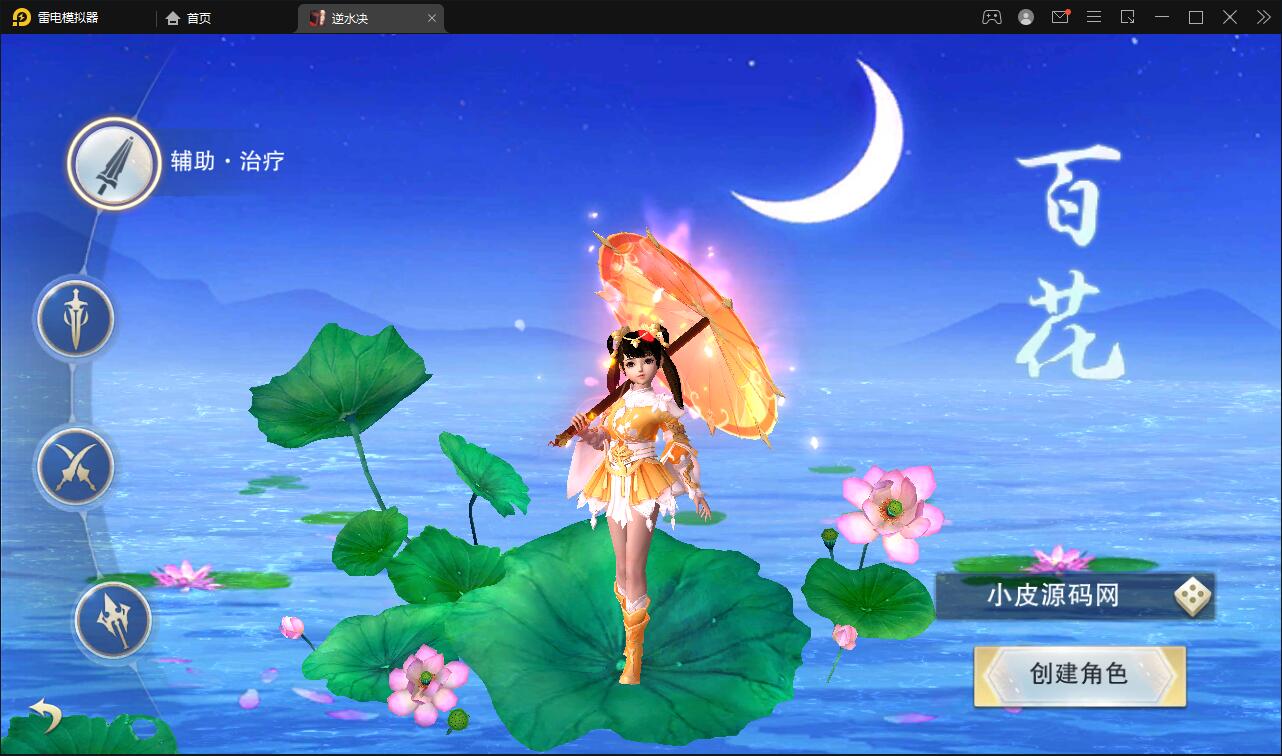 雷电模拟器
首页
逆水决
辅助·治疗
百花
小皮源码网
创建角色